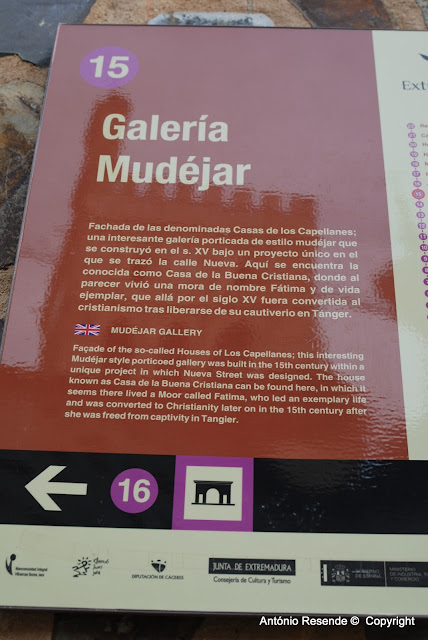 15
Galería
Mudéjar
Fachada de las denominadas Casas de los Capellanes;
una interesante galería porticada de estilo mudéjar que
se construyó en el s. XV bajo un proyecto único en el
que se trazó la calle Nueva. Aquí se encuentra la
conocida como Casa de la Buena Cristiana, donde al
parecer vivió una mora de nombre Fátima y de vida
ejemplar, que allá por el siglo XV fuera convertida al
cristianismo tras liberarse de su cautiverio en Tánger.
MUDÉJAR GALLERY
Façade of the so-called Houses of Los Capellanes; this interesting
Mudéjar style porticoed gallery was built in the 15th century within a
unique project in which Nueva Street was designed. The house
known as Casa de la Buena Cristiana can be found here, in which it
seems there lived a Moor called Fatima, who led an exemplary life
and was converted to Christianity later on in the 15th century after
she was freed from captivity in Tangier.
16
Ext
DIPUTACIÓN DE CÁCERES
JUNTA DE EXTREMADURA
Consejería de Cultura y Turismo
António Resende © Copyright